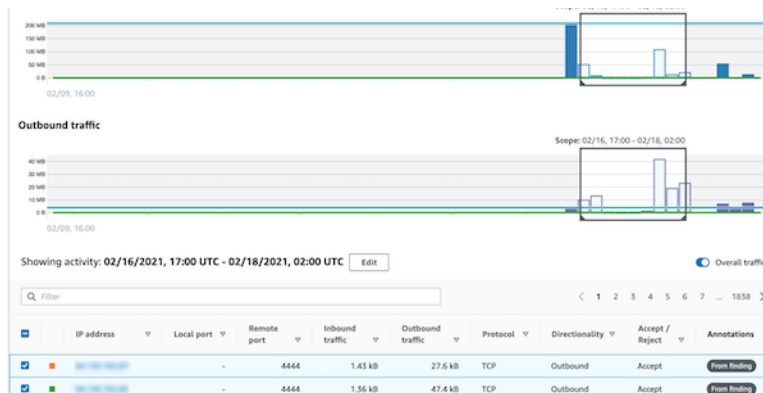 200 MB
150 MB
100 MB
50 MB
0 B
02/09, 16:00
Outbound traffic
Scope: 02/16, 17:00 - 02/18, 02:00
40 MB
30 MB
20 MB
10 MB
0 B
02/09, 16:00
Showing activity: 02/16/2021, 17:00 UTC - 02/18/2021, 02:00 UTC Edit Overall traffic
Filter < 1 2 3 4 5 6 7 ... 1838 >
IP address Local port Remote port Inbound traffic Outbound traffic Protocol Directionality Accept / Reject Annotations
- 4444 1.43 kB 27.6 kB TCP Outbound Accept From finding
- 4444 1.36 kB 47.4 kB TCP Outbound Accept From finding